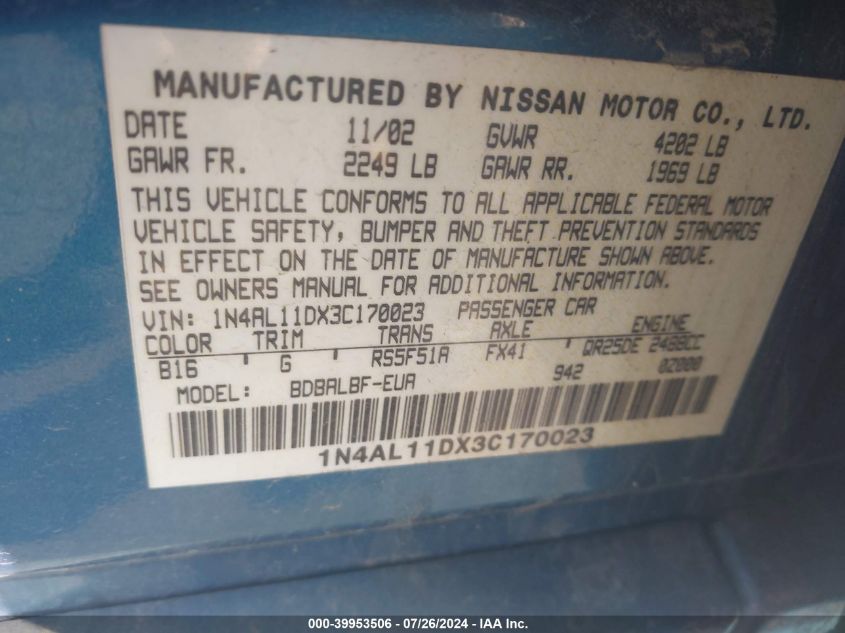 MANUFACTURED BY NISSAN MOTOR CO., LTD.
DATE 11/02 GVWR 4202 LB
GAWR FR. 2249 LB GAWR RR. 1969 LB
THIS VEHICLE CONFORMS TO ALL APPLICABLE FEDERAL MOTOR
VEHICLE SAFETY, BUMPER AND THEFT PREVENTION STANDARDS
IN EFFECT ON THE DATE OF MANUFACTURE SHOWN ABOVE.
SEE OWNERS MANUAL FOR ADDITIONAL INFORMATION.
VIN: 1N4AL11DX3C170023 PASSENGER CAR
COLOR TRIM TRANS AXLE ENGINE
B16 ' G ' RS5F51A FX41 ' QR25DE 2488CC
942 02000
MODEL: BDBALBF-EUA
1N4AL11DX3C170023
000-39953506 - 07/26/2024 - IAA Inc.